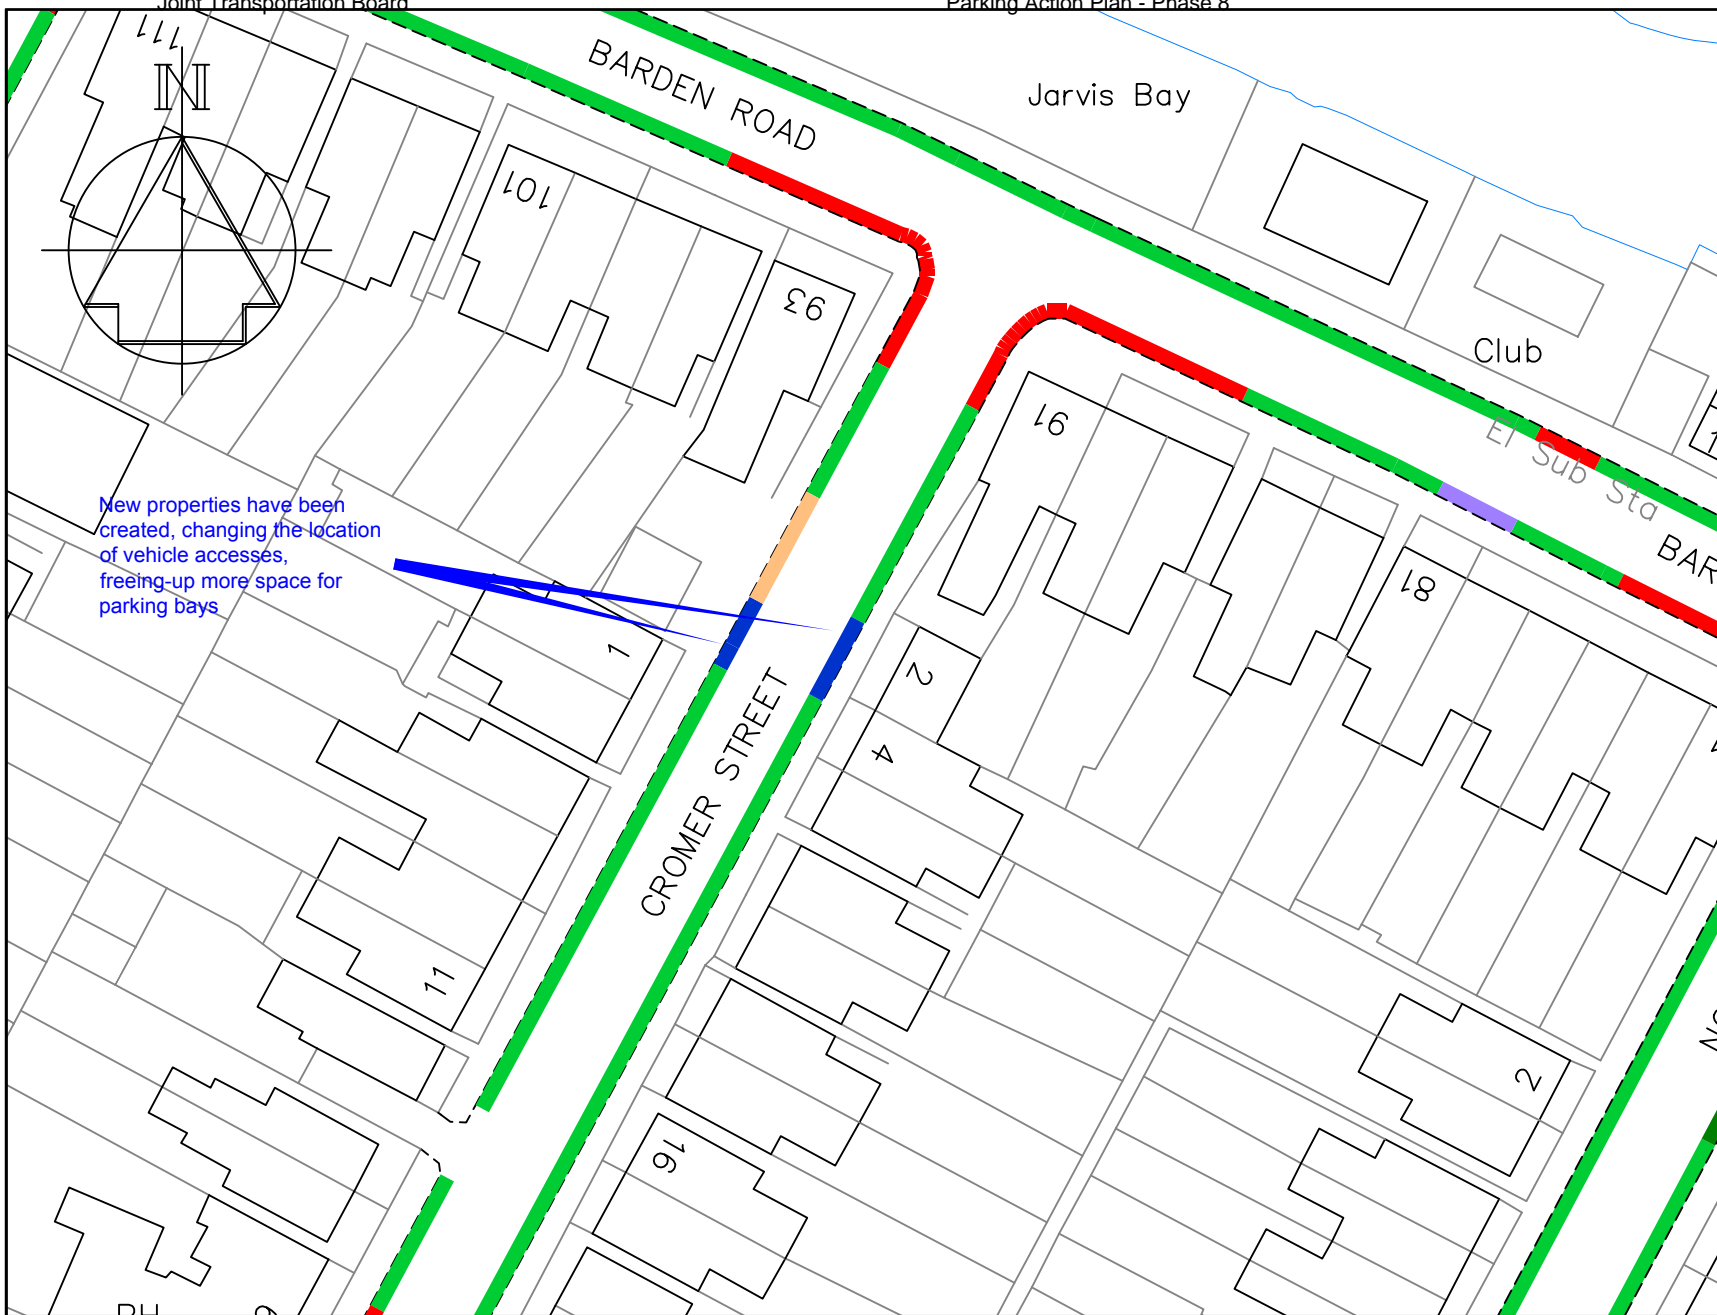 Joint Transportation Board
Parking Action Plan - Phase 8
111
N
BARDEN ROAD
Jarvis Bay
101
93
Club
91
El Sub Sta
1
BAR
81
New properties have been
created, changing the location
of vehicle accesses,
freeing-up more space for
parking bays
1
2
4
CROMER STREET
11
2
16
PH